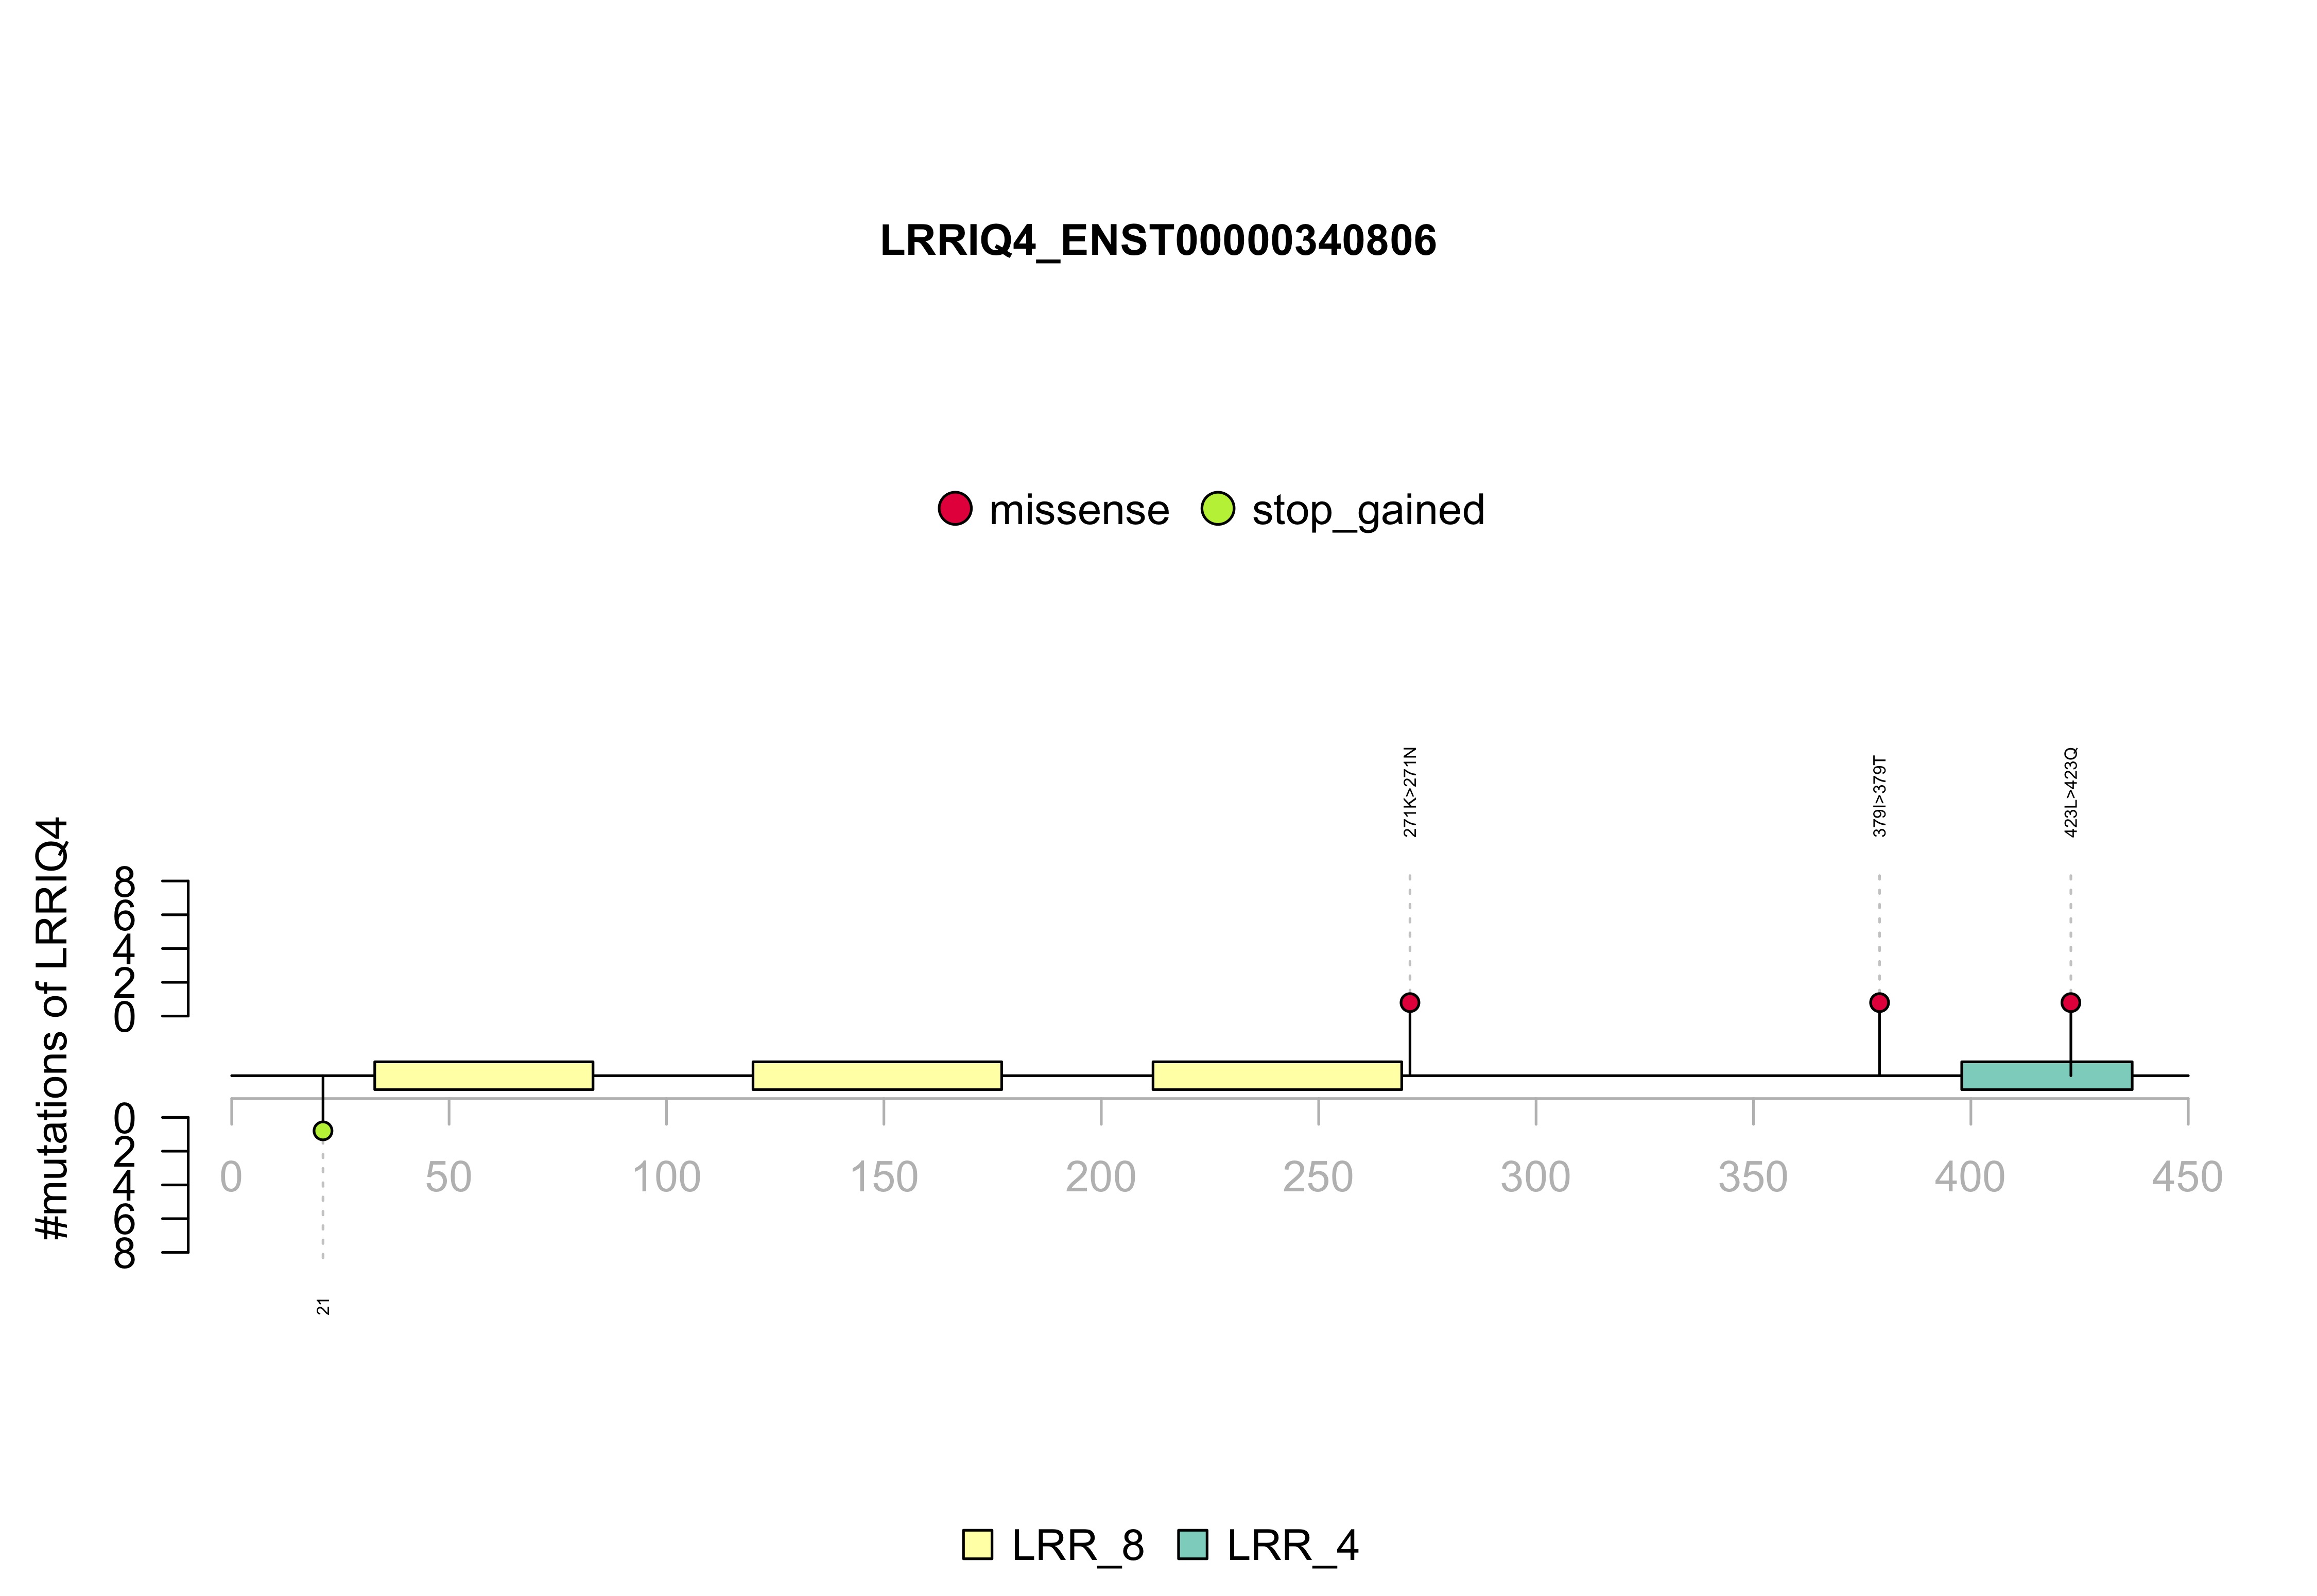 LRRIQ4_ENST00000340806
missense stop_gained
271K>271N 379I>379T 423L>423Q
#mutations of LRRIQ4
8
6
4
2
0
0
2
4
6
8
0 50 100 150 200 250 300 350 400 450
21
LRR_8 LRR_4